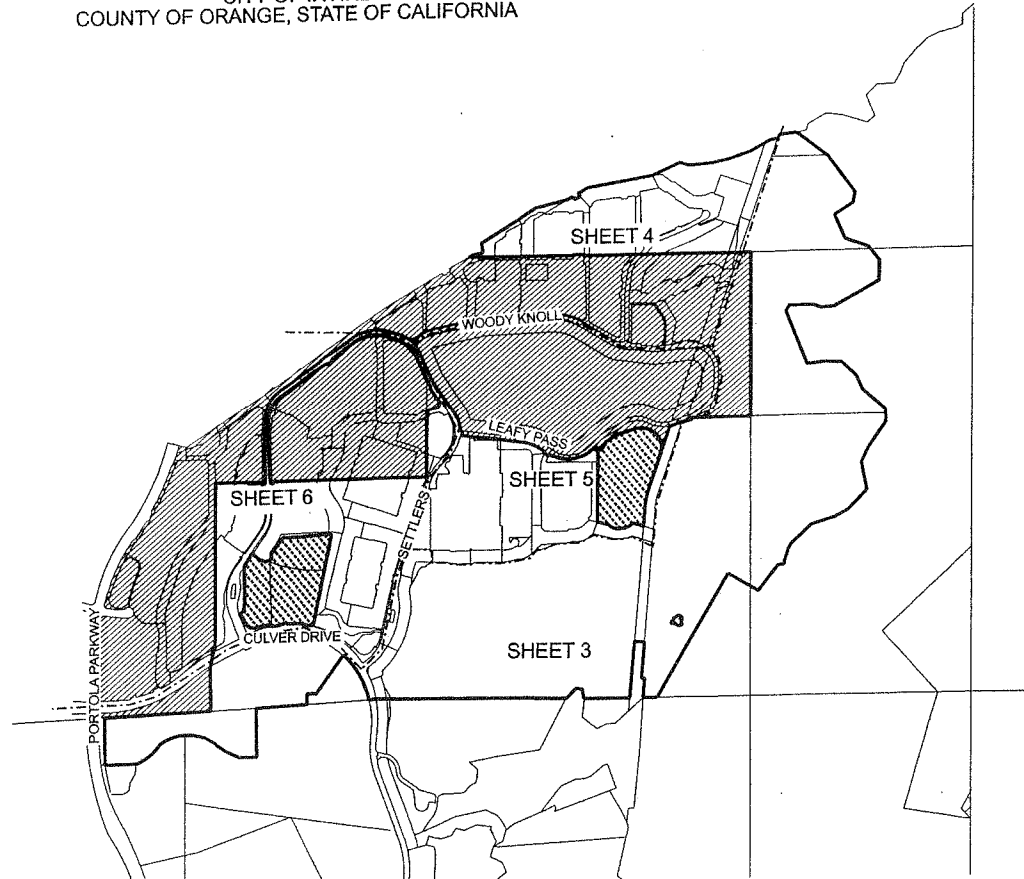 COUNTY OF ORANGE, STATE OF CALIFORNIA
SHEET 4
WOODY KNOLL
LEAFY PASS
SHEET 5
SHEET 6
SETTLERS
CULVER DRIVE
SHEET 3
PORTOLA PARKWAY